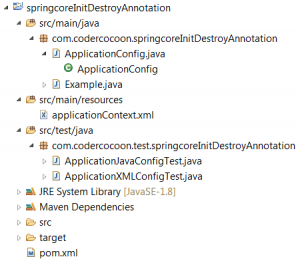 springcoreInitDestroyAnnotation
src/main/java
com.codercocoon.springcoreInitDestroyAnnotation
ApplicationConfig.java
ApplicationConfig
Example.java
src/main/resources
applicationContext.xml
src/test/java
com.codercocoon.test.springcoreInitDestroyAnnotation
ApplicationJavaConfigTest.java
ApplicationXMLConfigTest.java
JRE System Library [JavaSE-1.8]
Maven Dependencies
src
target
pom.xml